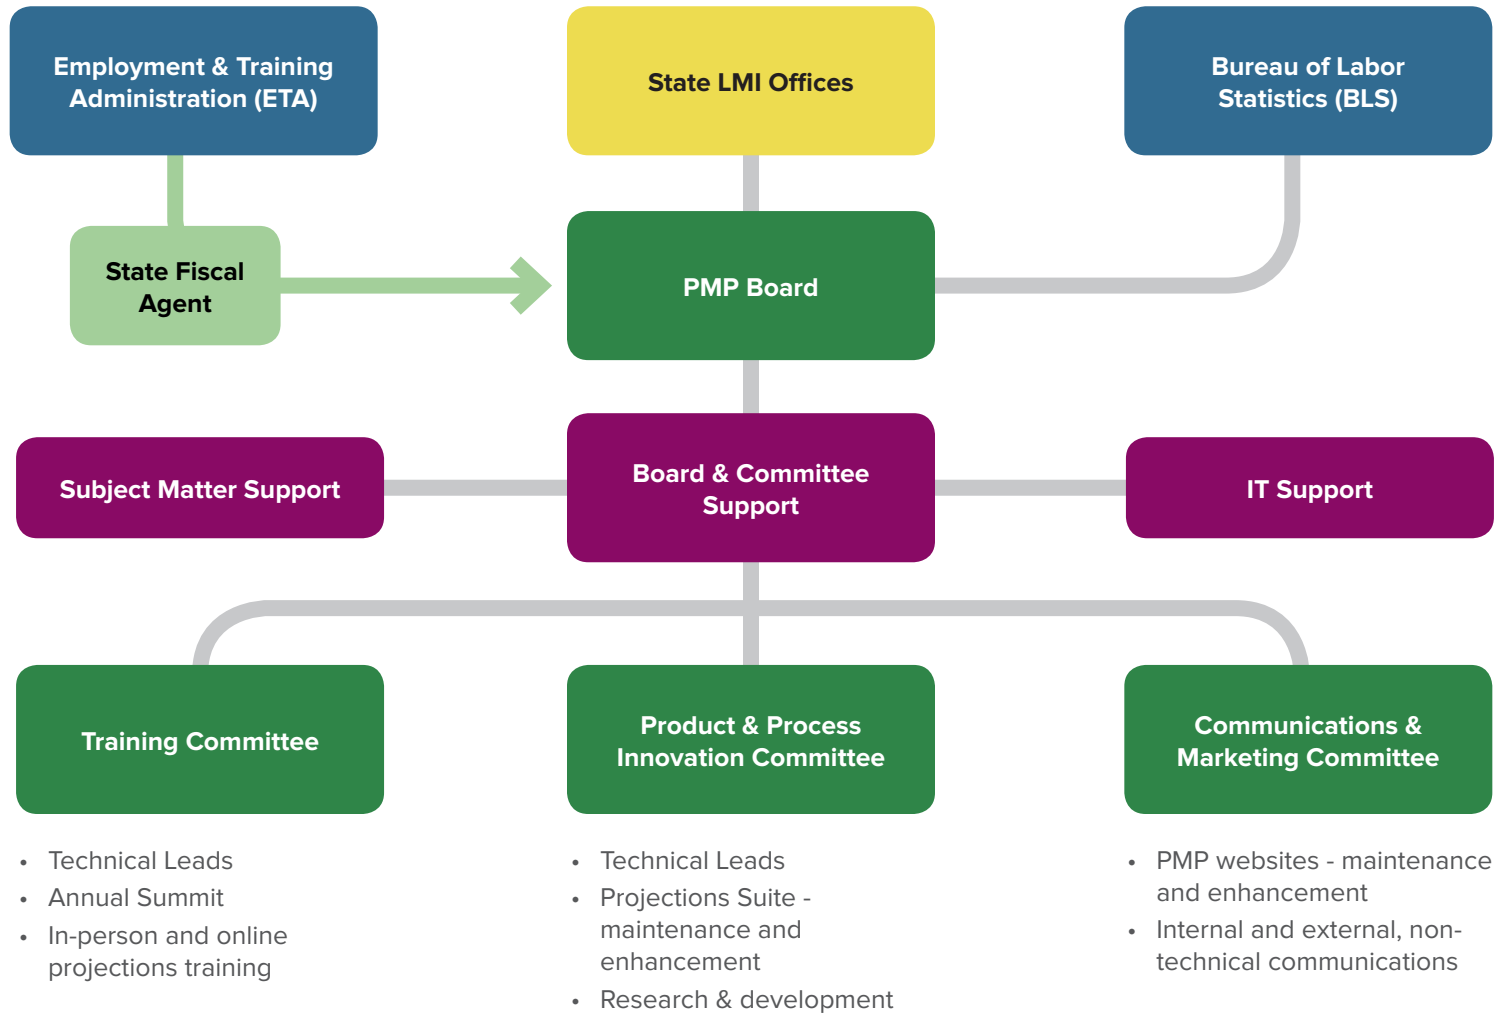 Employment & Training
Administration (ETA)
State LMI Offices
Bureau of Labor
Statistics (BLS)
State Fiscal
Agent
PMP Board
Subject Matter Support
Board & Committee
Support
IT Support
Training Committee
Product & Process
Innovation Committee
Communications &
Marketing Committee
• Technical Leads
• Annual Summit
• In-person and online
projections training
• Technical Leads
• Projections Suite -
maintenance and
enhancement
• Research & development
• PMP websites - maintenance
and enhancement
• Internal and external, non-
technical communications